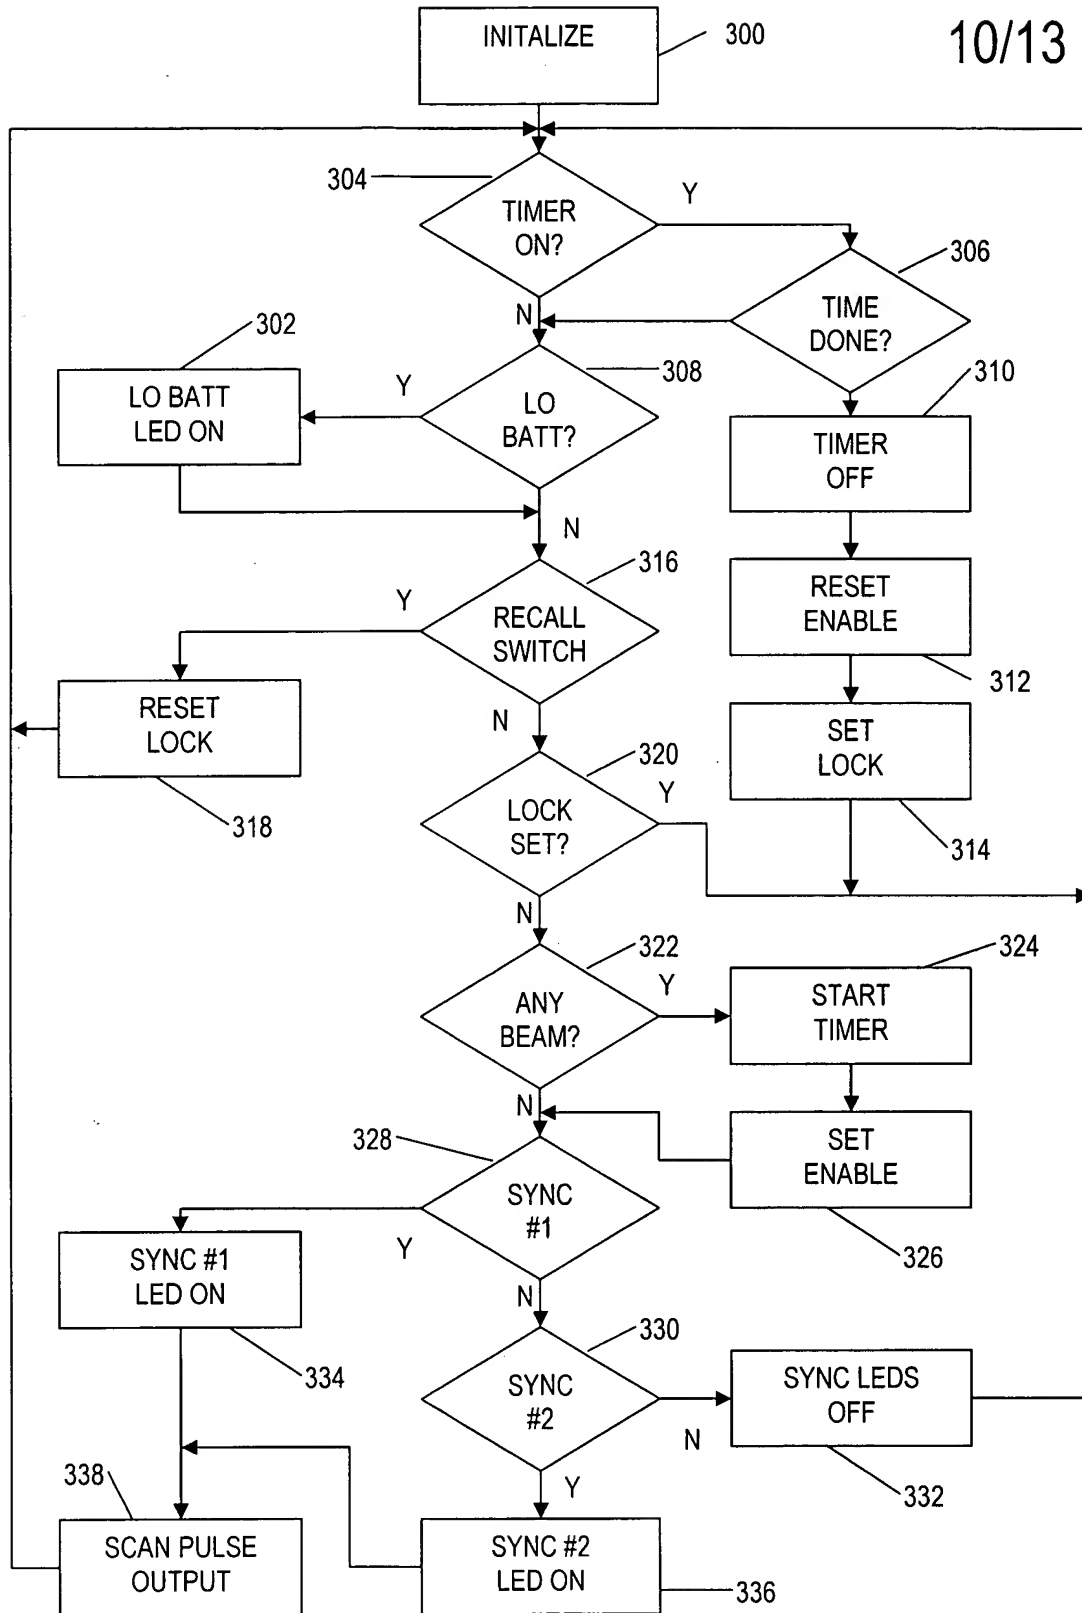 INITALIZE
300
10/13
304
TIMER
ON?
Y
306
TIME
DONE?
N
302
LO BATT
LED ON
Y
308
LO
BATT?
310
TIMER
OFF
N
316
RECALL
SWITCH
Y
RESET
ENABLE
312
RESET
LOCK
318
N
SET
LOCK
314
320
LOCK
SET?
Y
N
322
ANY
BEAM?
Y
324
START
TIMER
N
328
SYNC
#1
SET
ENABLE
326
Y
SYNC #1
LED ON
334
N
330
SYNC
#2
N
SYNC LEDS
OFF
332
Y
338
SCAN PULSE
OUTPUT
SYNC #2
LED ON
336